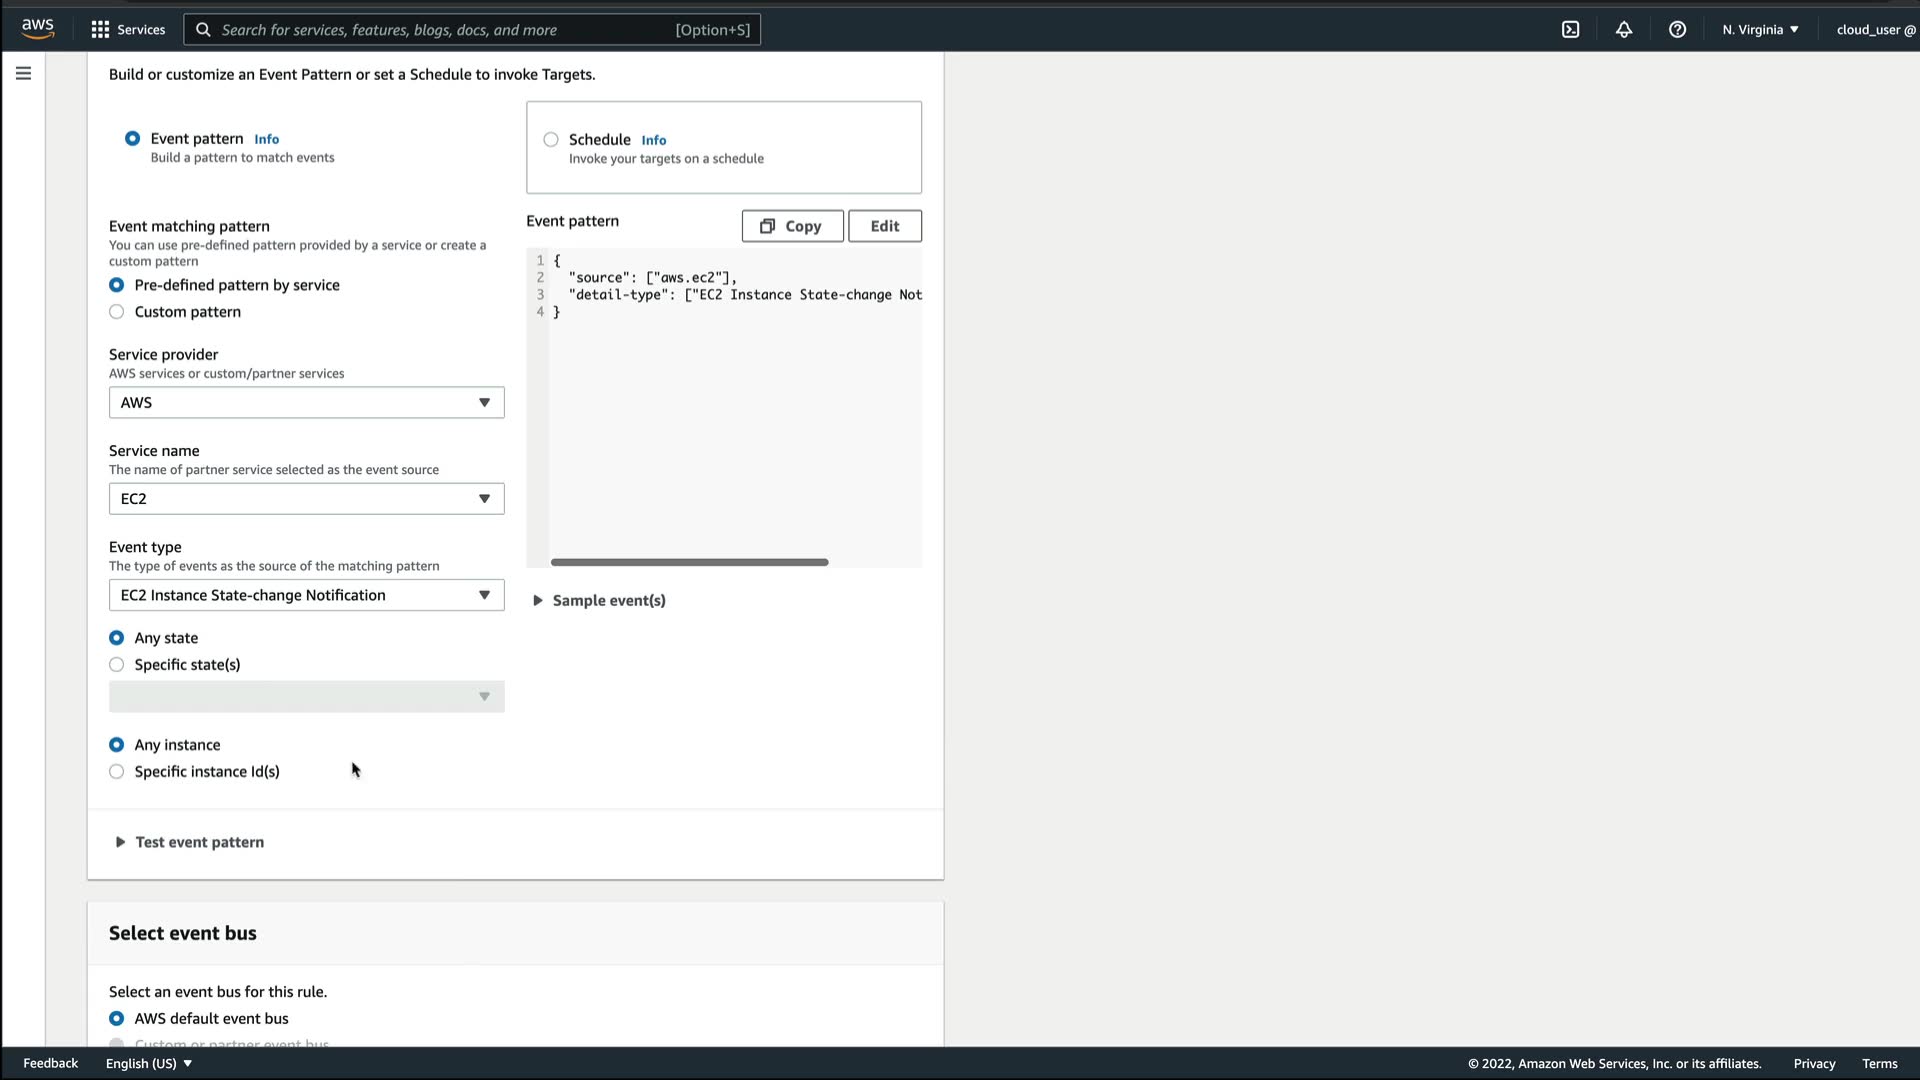 aws
Services
Search for services, features, blogs, docs, and more
[Option+S]
N. Virginia
cloud_user @
Build or customize an Event Pattern or set a Schedule to invoke Targets.
Event pattern Info
Build a pattern to match events
Schedule Info
Invoke your targets on a schedule
Event matching pattern
You can use pre-defined pattern provided by a service or create a
custom pattern
Pre-defined pattern by service
Custom pattern
Service provider
AWS services or custom/partner services
AWS
Service name
The name of partner service selected as the event source
EC2
Event type
The type of events as the source of the matching pattern
EC2 Instance State-change Notification
Any state
Specific state(s)
Any instance
Specific instance Id(s)
Event pattern
Copy
Edit
1 {
2 "source": ["aws.ec2"],
3 "detail-type": ["EC2 Instance State-change Not
4 }
Sample event(s)
Test event pattern
Select event bus
Select an event bus for this rule.
AWS default event bus
Custom or partner event bus
Feedback
English (US)
© 2022, Amazon Web Services, Inc. or its affiliates.
Privacy
Terms